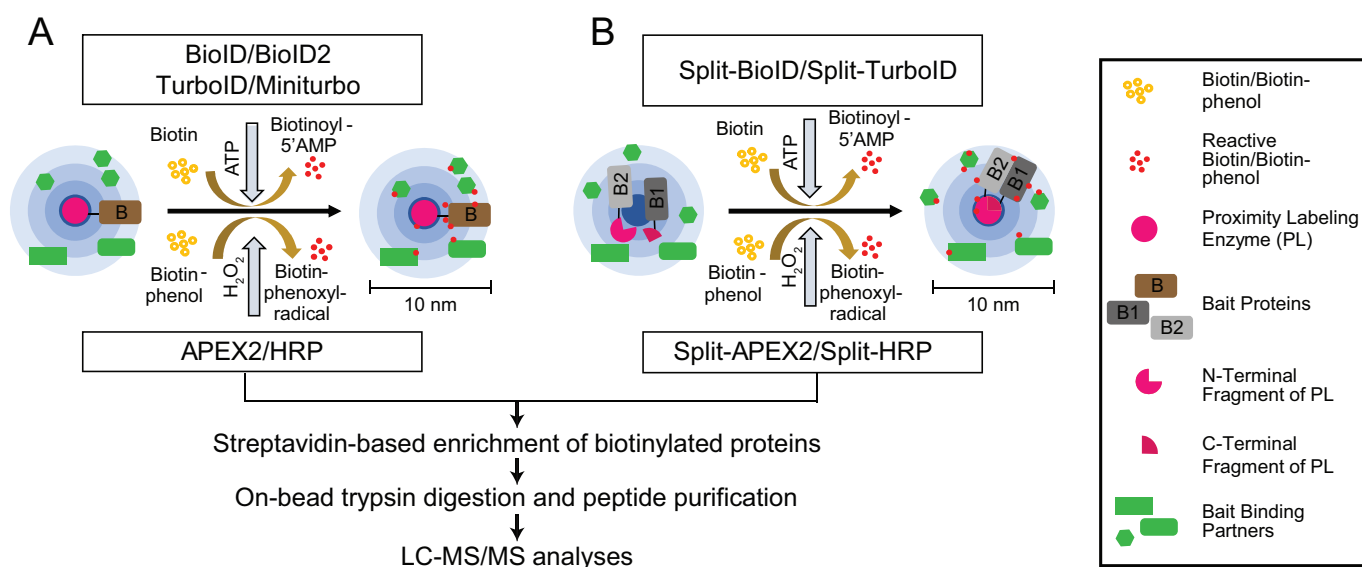 A
BioID/BioID2
TurboID/Miniturbo
Biotin
ATP
Biotinoyl -
5'AMP
B
B
Biotin -
phenol
H2O2
Biotin-
phenoxyl-
radical
10 nm
APEX2/HRP
B
Split-BioID/Split-TurboID
Biotin
ATP
Biotinoyl -
5'AMP
B2
B1
B2
B1
Biotin -
phenol
H2O2
Biotin-
phenoxyl-
radical
10 nm
Split-APEX2/Split-HRP
Streptavidin-based enrichment of biotinylated proteins
On-bead trypsin digestion and peptide purification
LC-MS/MS analyses
Biotin/Biotin-
phenol
Reactive
Biotin/Biotin-
phenol
Proximity Labeling
Enzyme (PL)
B
B1
B2
Bait Proteins
N-Terminal
Fragment of PL
C-Terminal
Fragment of PL
Bait Binding
Partners